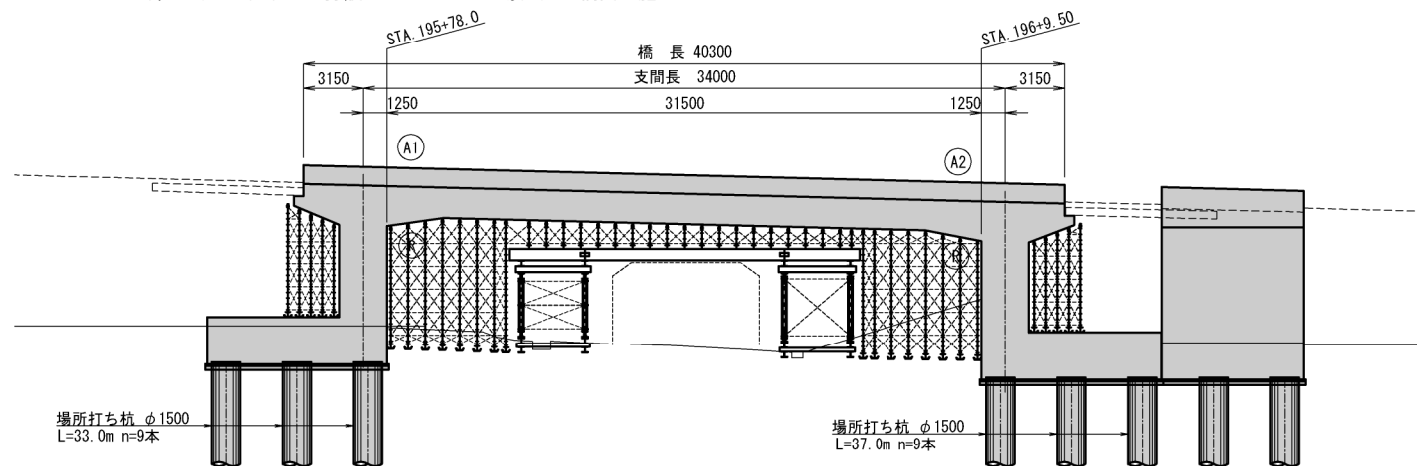 STA. 195+78.0
STA. 196+9.50
橋 長 40300
3150
支間長 34000
3150
1250
31500
1250
A1
A2
R
R
場所打ち杭 φ1500
L=33.0m n=9本
場所打ち杭 φ1500
L=37.0m n=9本